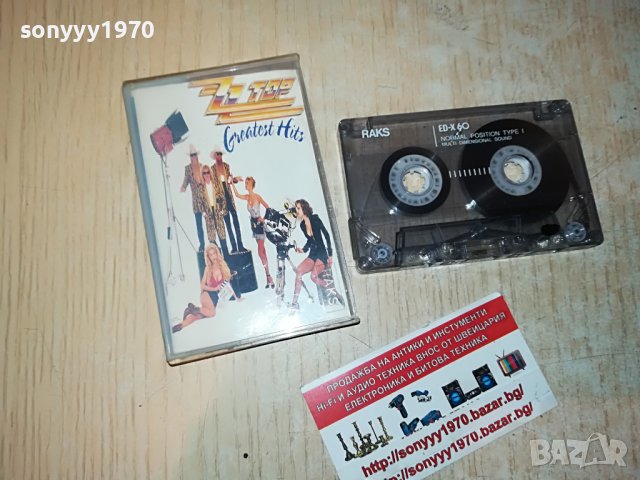 sonyyy1970
ZZ TOP
Greatest Hits
RAKS
RAKS
ED-X 60
NORMAL POSITION TYPE I
MULTI DIMENSIONAL SOUND
ПРОДАЖБА НА АНТИКИ И ИНСТУМЕНТИ
HI-FI И АУДИО ТЕХНИКА ВНОС ОТ ШВЕЙЦАРИЯ
ЕЛЕКТРОНИКА И БИТОВА ТЕХНИКА
http://sonyyy1970.bazar.bg/
http://sonyyy1970.bazar.bg/
BAZAR